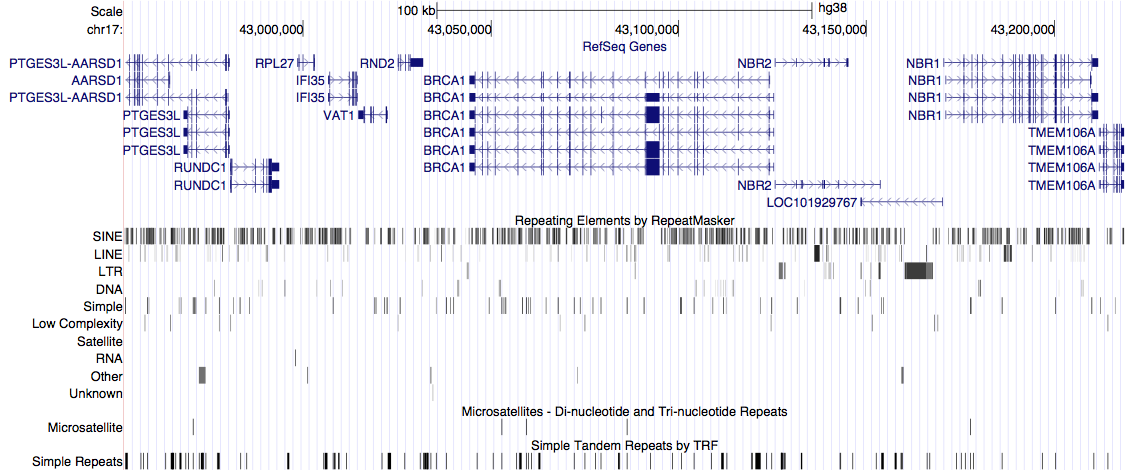 Scale 100 kb hg38
chr17: 43,000,000 43,050,000 43,100,000 43,150,000 43,200,000
RefSeq Genes
PTGES3L-AARSD1 RPL27 RND2 NBR2 NBR1
AARSD1 IFI35 BRCA1 NBR1
PTGES3L-AARSD1 IFI35 BRCA1 NBR1
PTGES3L VAT1 BRCA1 NBR1
PTGES3L BRCA1 TMEM106A
PTGES3L BRCA1 TMEM106A
RUNDC1 BRCA1 TMEM106A
RUNDC1 NBR2 TMEM106A
LOC101929767
Repeating Elements by RepeatMasker
SINE
LINE
LTR
DNA
Simple
Low Complexity
Satellite
RNA
Other
Unknown
Microsatellites - Di-nucleotide and Tri-nucleotide Repeats
Microsatellite
Simple Tandem Repeats by TRF
Simple Repeats